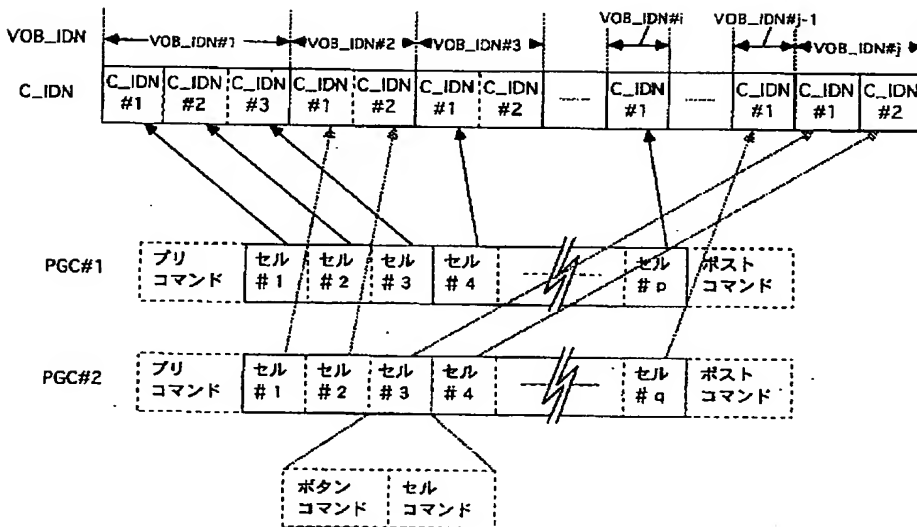 VOB_IDN
VOB_IDN#1
VOB_IDN#2
VOB_IDN#3
VOB_IDN#i
VOB_IDN#j-1
VOB_IDN#j
C_IDN
C_IDN #1
C_IDN #2
C_IDN #3
C_IDN #1
C_IDN #2
C_IDN #1
C_IDN #2
C_IDN #1
C_IDN #1
C_IDN #1
C_IDN #2
PGC#1
プリ
コマンド
セル
#1
セル
#2
セル
#3
セル
#4
セル
#p
ポスト
コマンド
PGC#2
プリ
コマンド
セル
#1
セル
#2
セル
#3
セル
#4
セル
#q
ポスト
コマンド
ボタン
コマンド
セル
コマンド